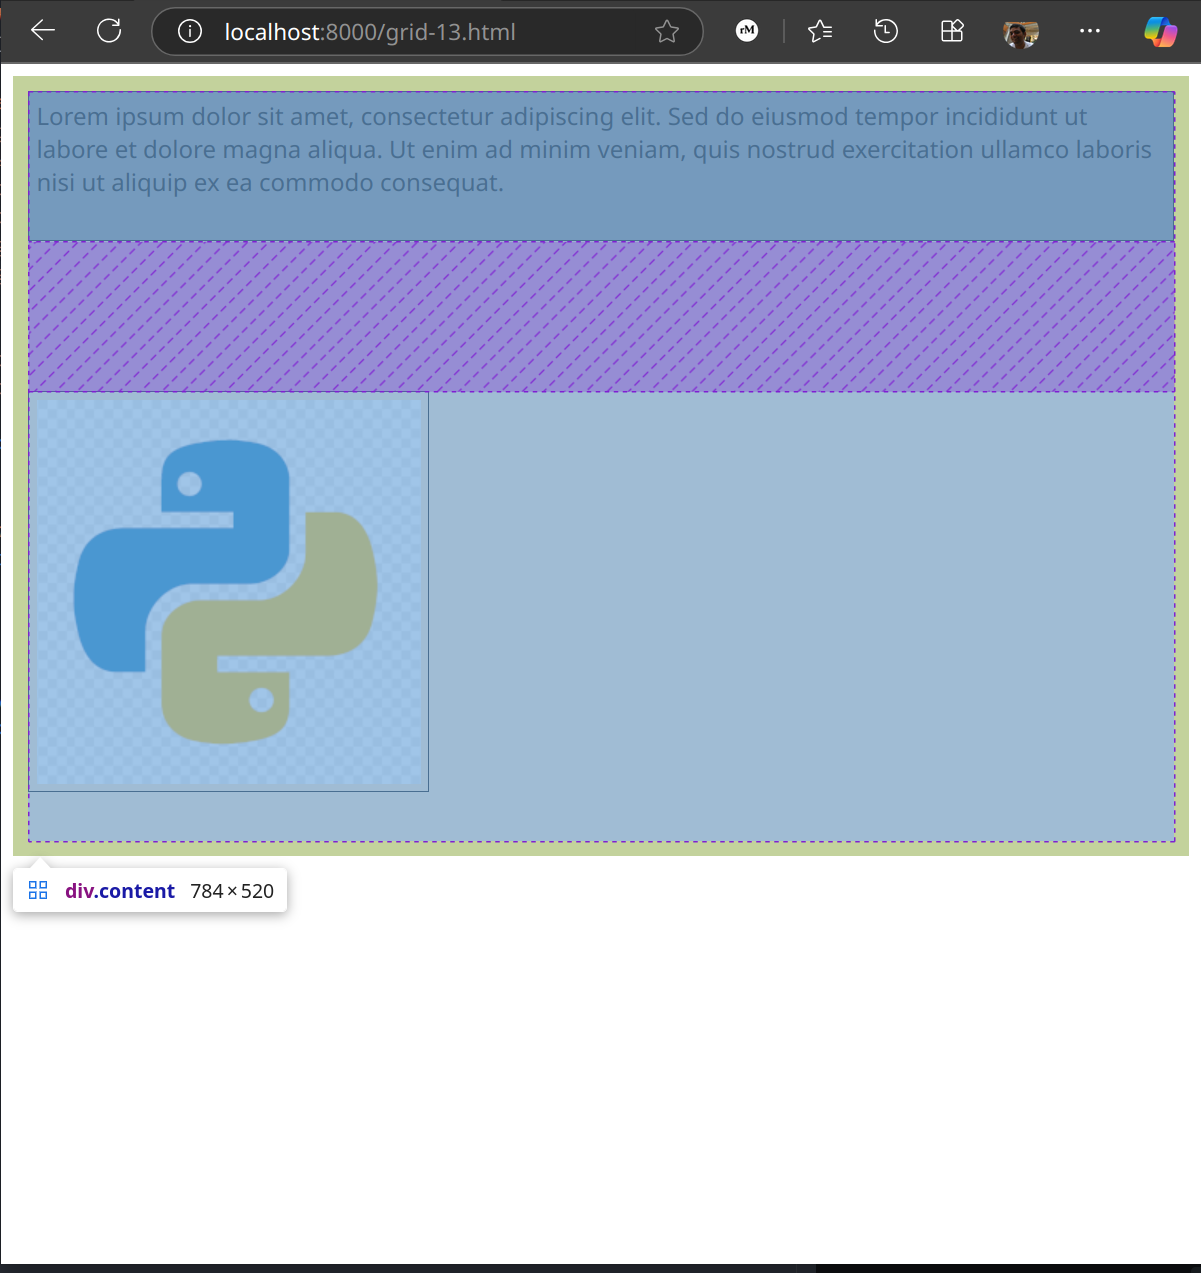 localhost:8000/grid-13.html
rM
Lorem ipsum dolor sit amet, consectetur adipiscing elit. Sed do eiusmod tempor incididunt ut
labore et dolore magna aliqua. Ut enim ad minim veniam, quis nostrud exercitation ullamco laboris
nisi ut aliquip ex ea commodo consequat.
div.content 784×520